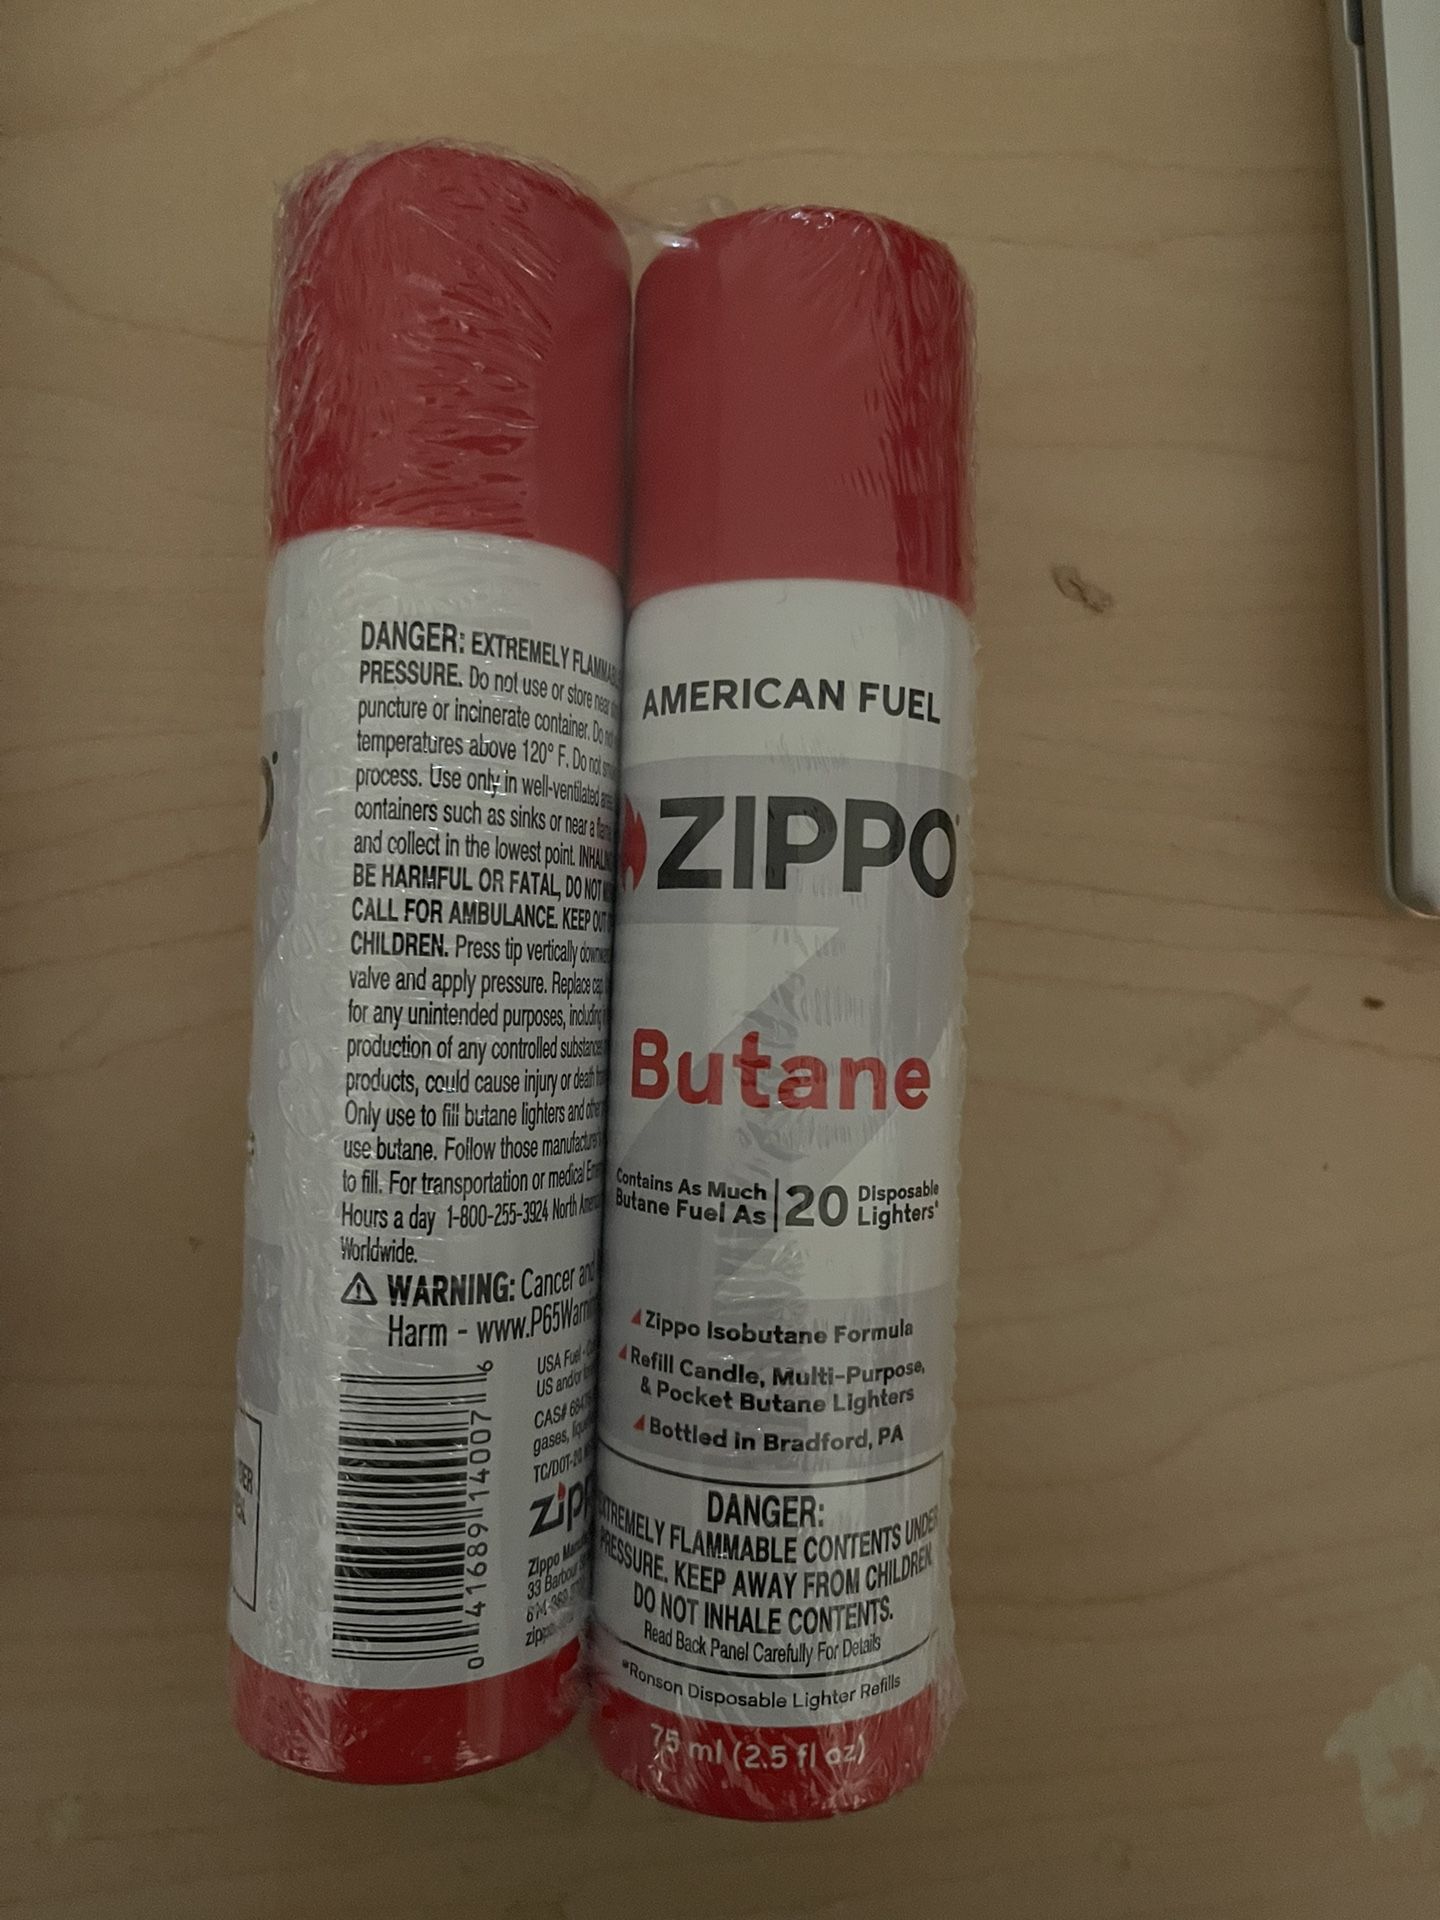 DANGER: EXTREMELY FLAMMABLE
PRESSURE. Do not use or store near
puncture or incinerate container. Do not
temperatures above 120° F. Do not
process. Use only in well-ventilated
containers such as sinks or near a
and collect in the lowest point.
BE HARMFUL OR FATAL, DO NOT
CALL FOR AMBULANCE. KEEP OUT
CHILDREN. Press tip vertically
valve and apply pressure. Replace cap.
for any unintended purposes, including
production of any controlled
products, could cause injury or death
Only use to fill butane lighters and
use butane. Follow those
to fill. For transportation or medical
Hours a day 1-800-255-3924 North
Worldwide.
WARNING: Cancer and
Harm - www.
USA Fuel -
US and/or
CAS#
gases,
TC/DOT-
Zippo
33 Barbour
0 41689 14007 6
AMERICAN FUEL
ZIPPO
Butane
Contains As Much
Butane Fuel As
20 Disposable
Lighters*
Zippo Isobutane Formula
Refill Candle, Multi-Purpose,
& Pocket Butane Lighters
Bottled in Bradford, PA
DANGER:
EXTREMELY FLAMMABLE CONTENTS UNDER
PRESSURE. KEEP AWAY FROM CHILDREN.
DO NOT INHALE CONTENTS.
Read Back Panel Carefully For Details
*Ronson Disposable Lighter Refills
75 ml (2.5 fl oz)